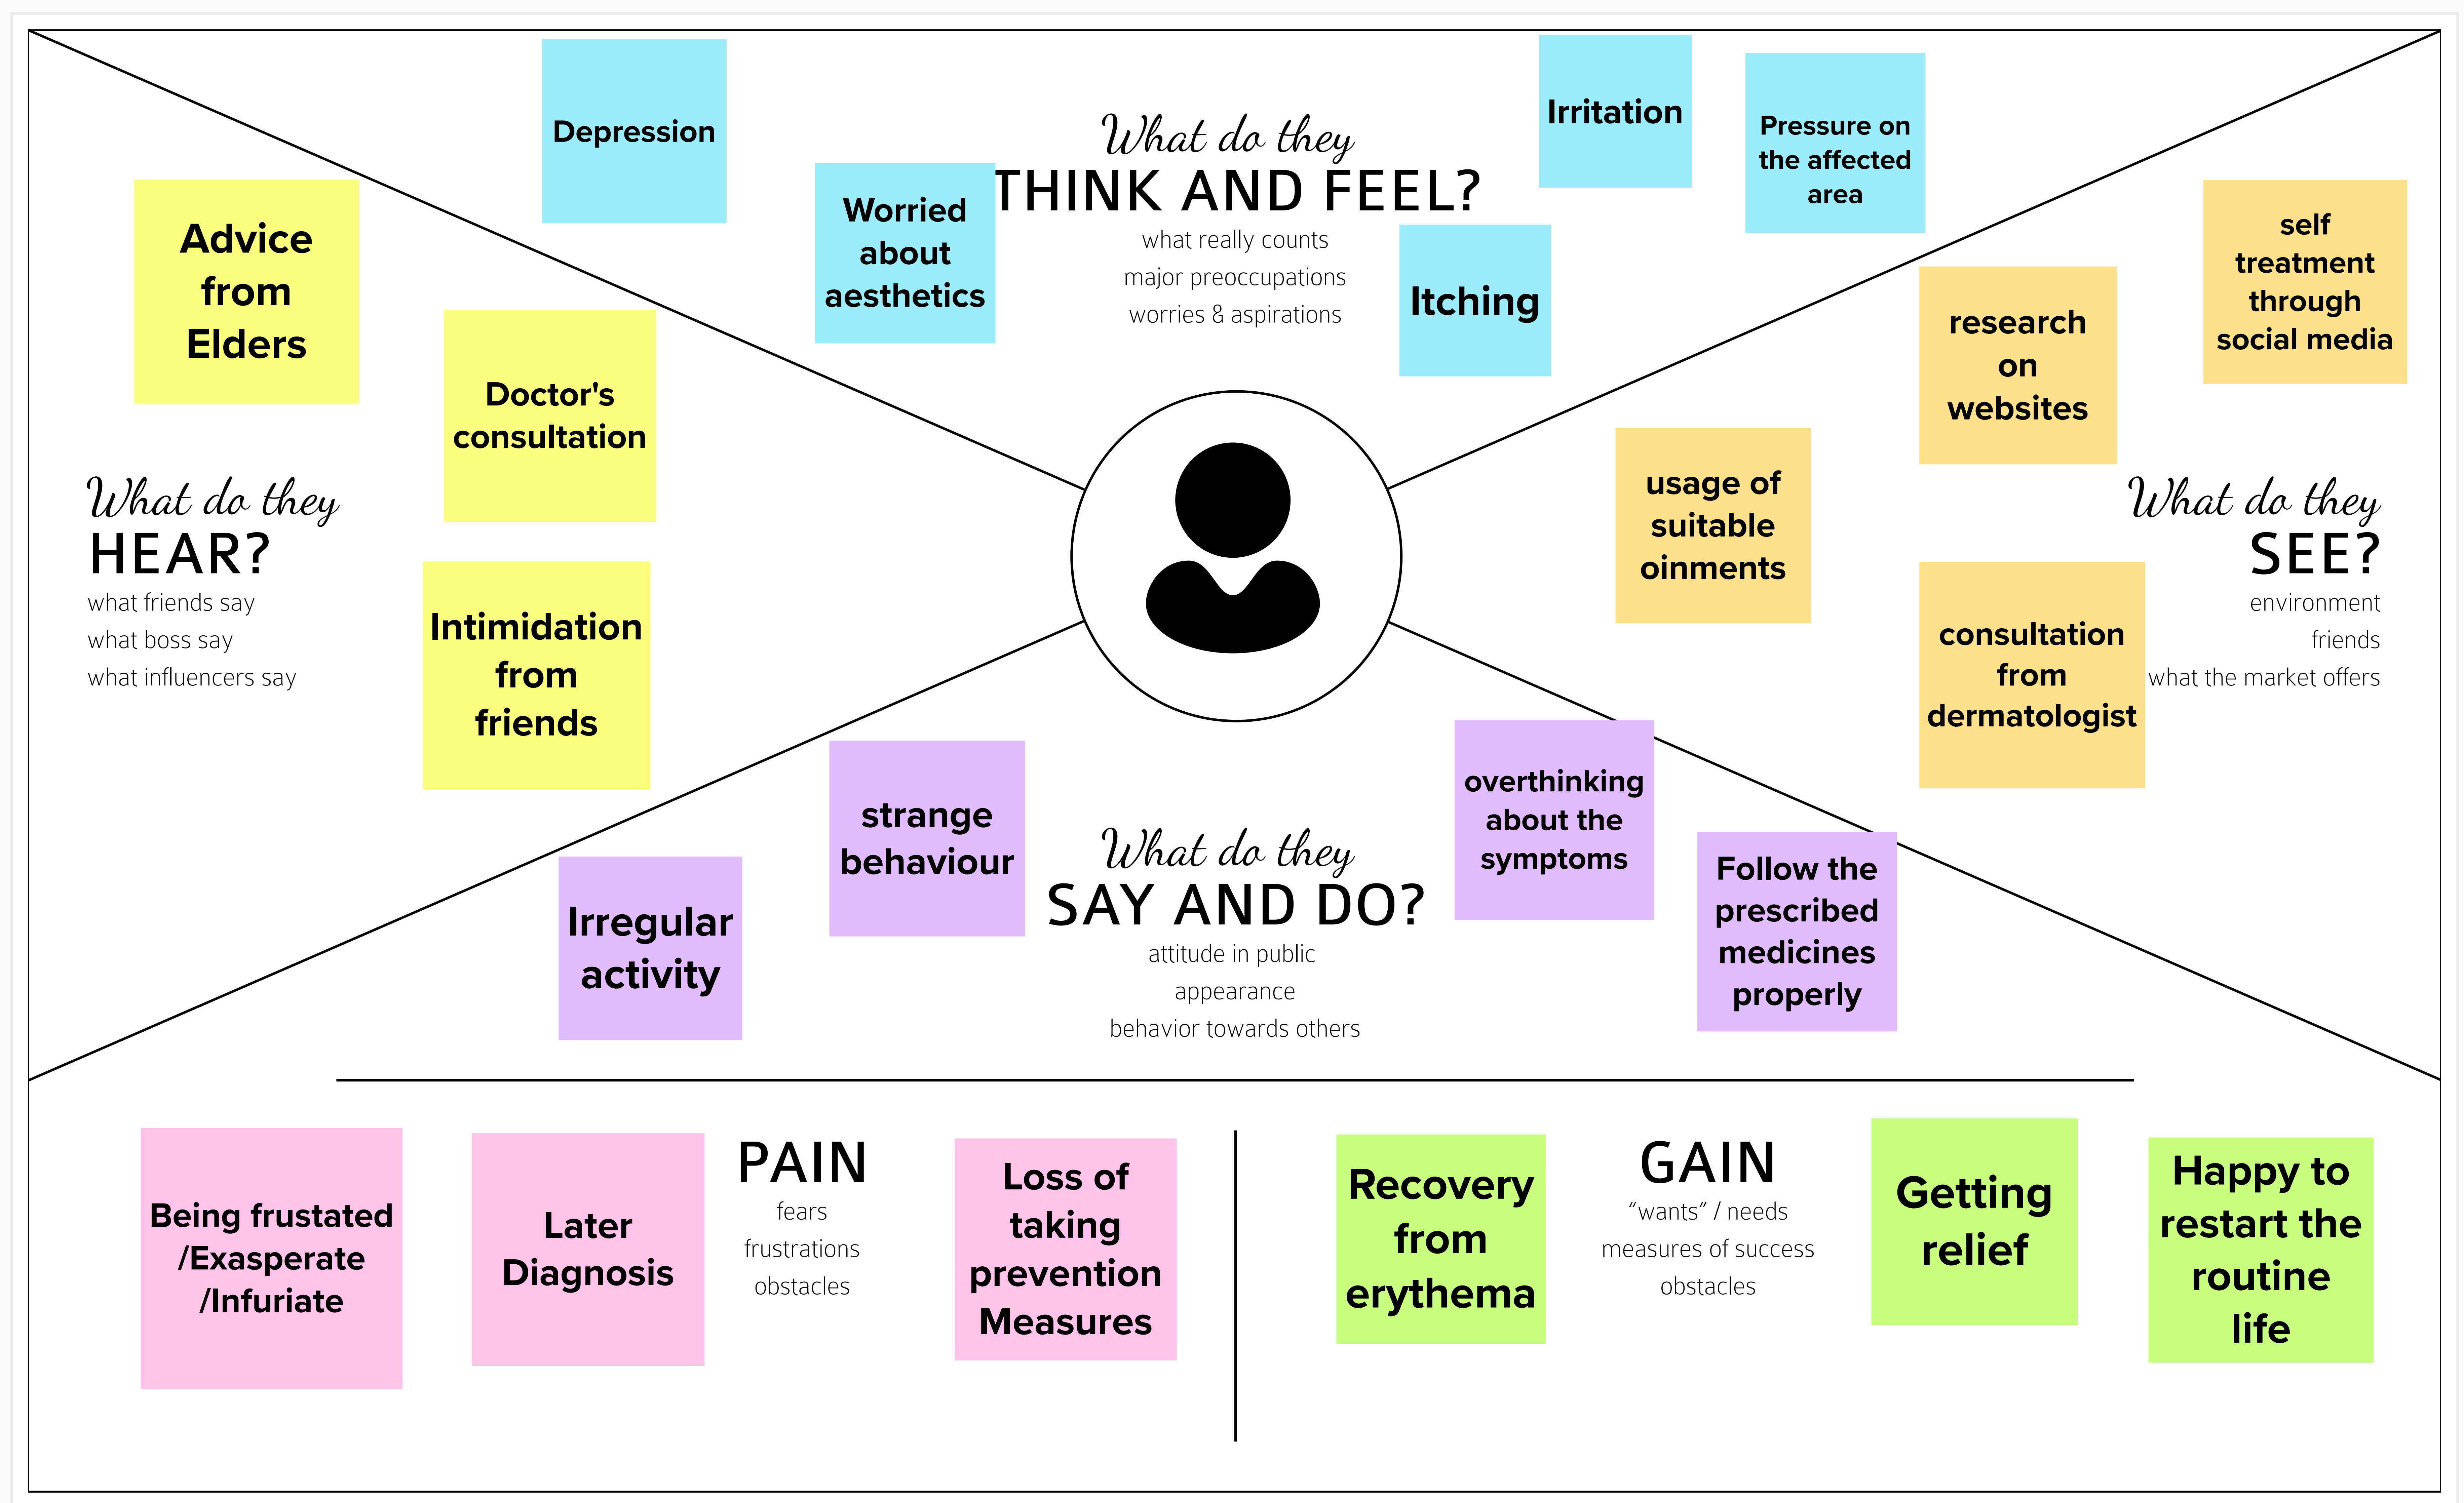 Depression
Worried
about
aesthetics
What do they
THINK AND FEEL?
what really counts
major preoccupations
worries & aspirations
Irritation
Pressure on
the affected
area
Itching
Advice
from
Elders
Doctor's
consultation
What do they
HEAR?
what friends say
what boss say
what influencers say
Intimidation
from
friends
self
treatment
through
social media
research
on
websites
usage of
suitable
oinments
What do they
SEE?
environment
friends
what the market offers
consultation
from
dermatologist
strange
behaviour
Irregular
activity
What do they
SAY AND DO?
attitude in public
appearance
behavior towards others
overthinking
about the
symptoms
Follow the
prescribed
medicines
properly
Being frustated
/Exasperate
/Infuriate
Later
Diagnosis
PAIN
fears
frustrations
obstacles
Loss of
taking
prevention
Measures
Recovery
from
erythema
GAIN
“wants” / needs
measures of success
obstacles
Getting
relief
Happy to
restart the
routine
life